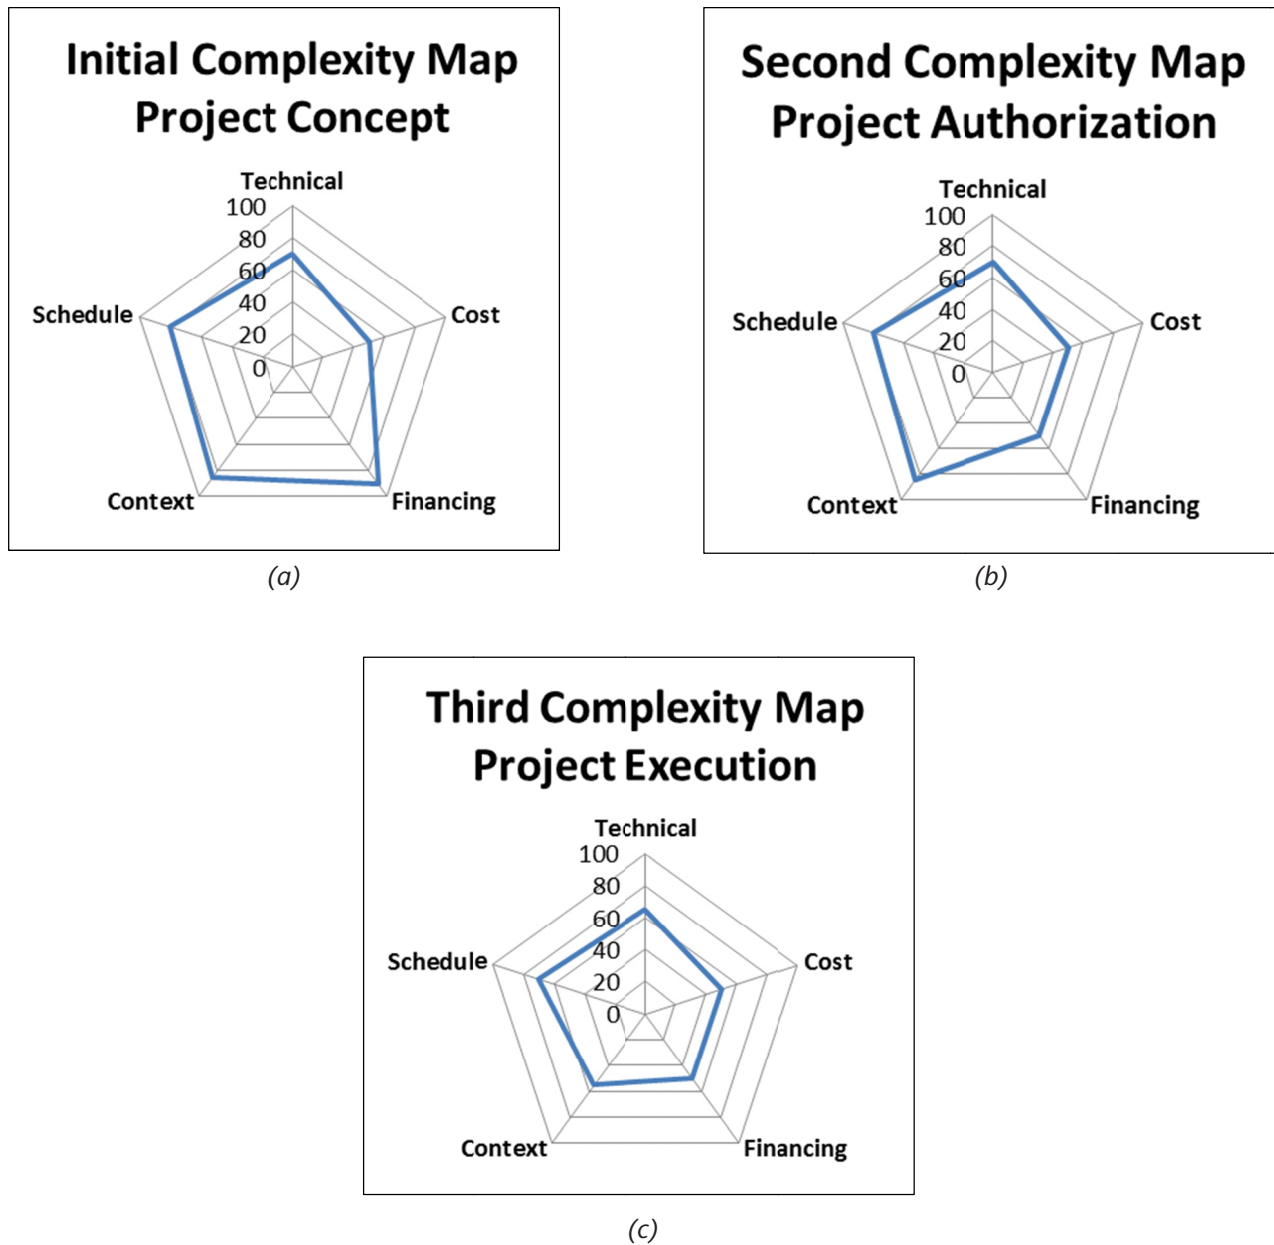 Initial Complexity Map
Project Concept
Technical
100
80
60
40
20
0
Schedule
Cost
Context
Financing
(a)
Second Complexity Map
Project Authorization
Technical
100
80
60
40
20
0
Schedule
Cost
Context
Financing
(b)
Third Complexity Map
Project Execution
Technical
100
80
60
40
20
0
Schedule
Cost
Context
Financing
(c)